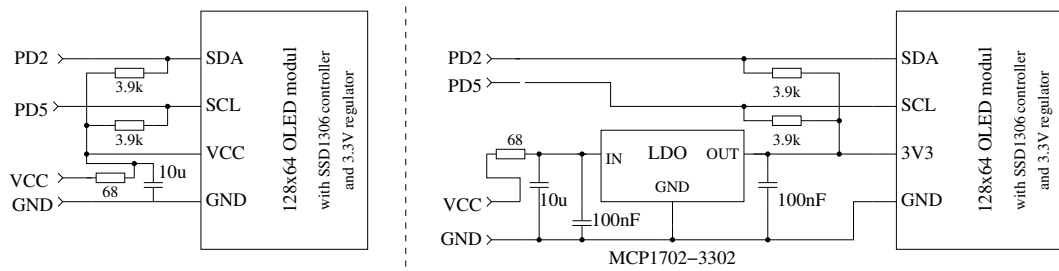 PD2
SDA
3.9k
PD5
SCL
3.9k
VCC
VCC
10u
68
GND
GND
128x64 OLED modul
with SSD1306 controller
and 3.3V regulator
PD2
SDA
PD5
3.9k
SCL
68
3.9k
IN
LDO
OUT
3V3
GND
VCC
10u
100nF
100nF
GND
GND
MCP1702-3302
128x64 OLED modul
with SSD1306 controller
and 3.3V regulator